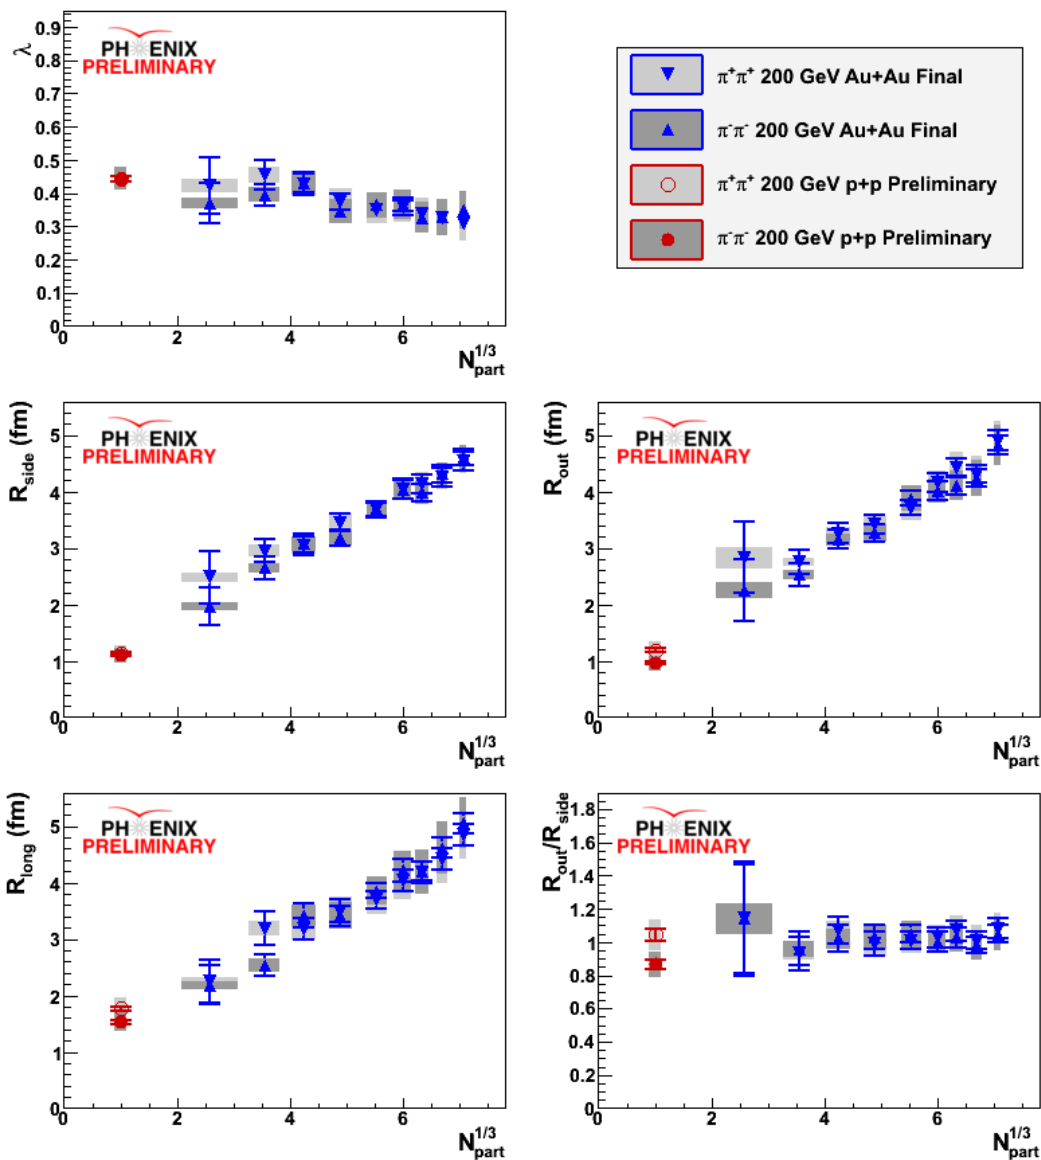 λ
0.9
0.8
0.7
0.6
0.5
0.4
0.3
0.2
0.1
0
0 2 4 6
N_part^1/3
PHENIX
PRELIMINARY
π+π+ 200 GeV Au+Au Final
π-π- 200 GeV Au+Au Final
π+π+ 200 GeV p+p Preliminary
π-π- 200 GeV p+p Preliminary
R_side (fm)
5
4
3
2
1
0
0 2 4 6
N_part^1/3
PHENIX
PRELIMINARY
R_out (fm)
5
4
3
2
1
0
0 2 4 6
N_part^1/3
PHENIX
PRELIMINARY
R_long (fm)
5
4
3
2
1
0
0 2 4 6
N_part^1/3
PHENIX
PRELIMINARY
R_out/R_side
1.8
1.6
1.4
1.2
1
0.8
0.6
0.4
0.2
0
0 2 4 6
N_part^1/3
PHENIX
PRELIMINARY